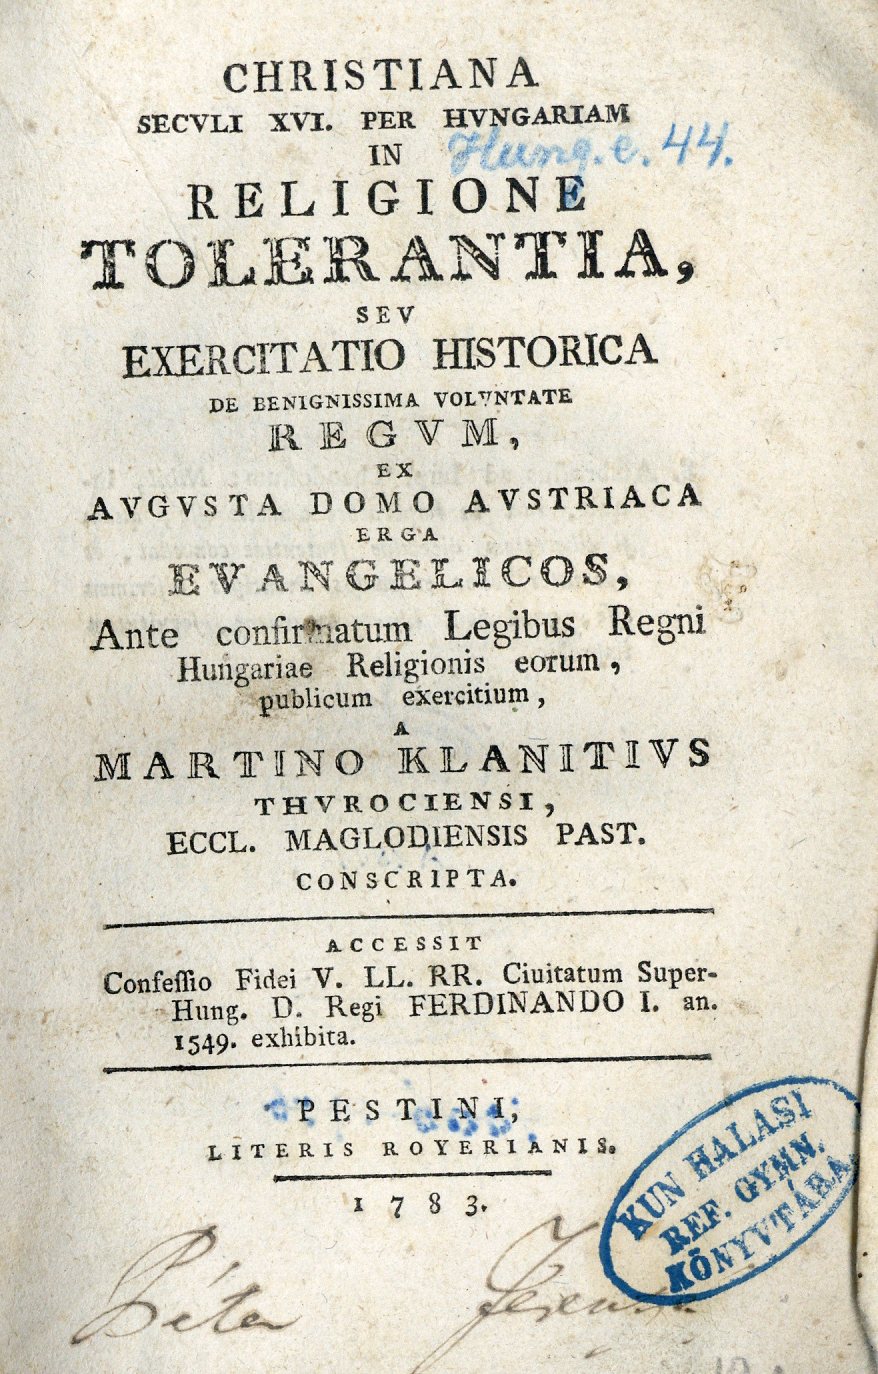 CHRISTIANA
SECVLI XVI. PER HVNGARIAM
IN
Hung. e. 44.
RELIGIONE
TOLERANTIA,
SEV
EXERCITATIO HISTORICA
DE BENIGNISSIMA VOLVNTATE
REGVM,
EX
AVGVSTA DOMO AVSTRIACA
ERGA
EVANGELICOS,
Ante confirmatum Legibus Regni
Hungariae Religionis eorum,
publicum exercitium,
A
MARTINO KLANITIVS
THVROCIENSI,
ECCL. MAGLODIENSIS PAST.
CONSCRIPTA.
ACCESSIT
Confeſſio Fidei V. LL. RR. Ciuitatum Super-
Hung. D. Regi FERDINANDO I. an.
1549. exhibita.
PESTINI,
LITERIS ROYERIANIS.
1783.
KUN HALASI
REF. GYMN.
KÖNYVTÁRA